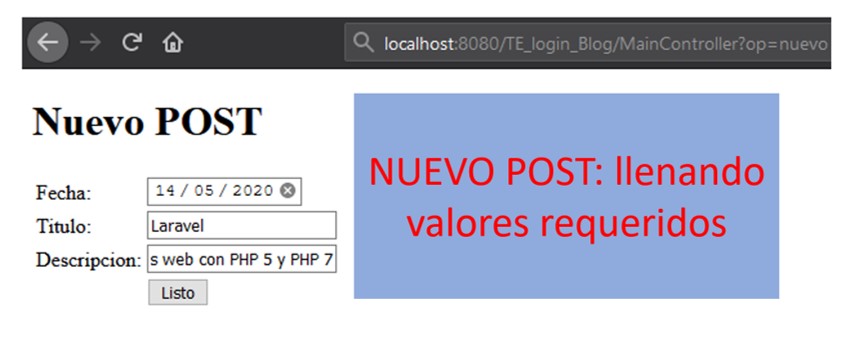 localhost:8080/TE_login_Blog/MainController?op=nuevo
Nuevo POST
Fecha: 14 / 05 / 2020
Titulo: Laravel
Descripcion: s web con PHP 5 y PHP 7
Listo
NUEVO POST: llenando
valores requeridos